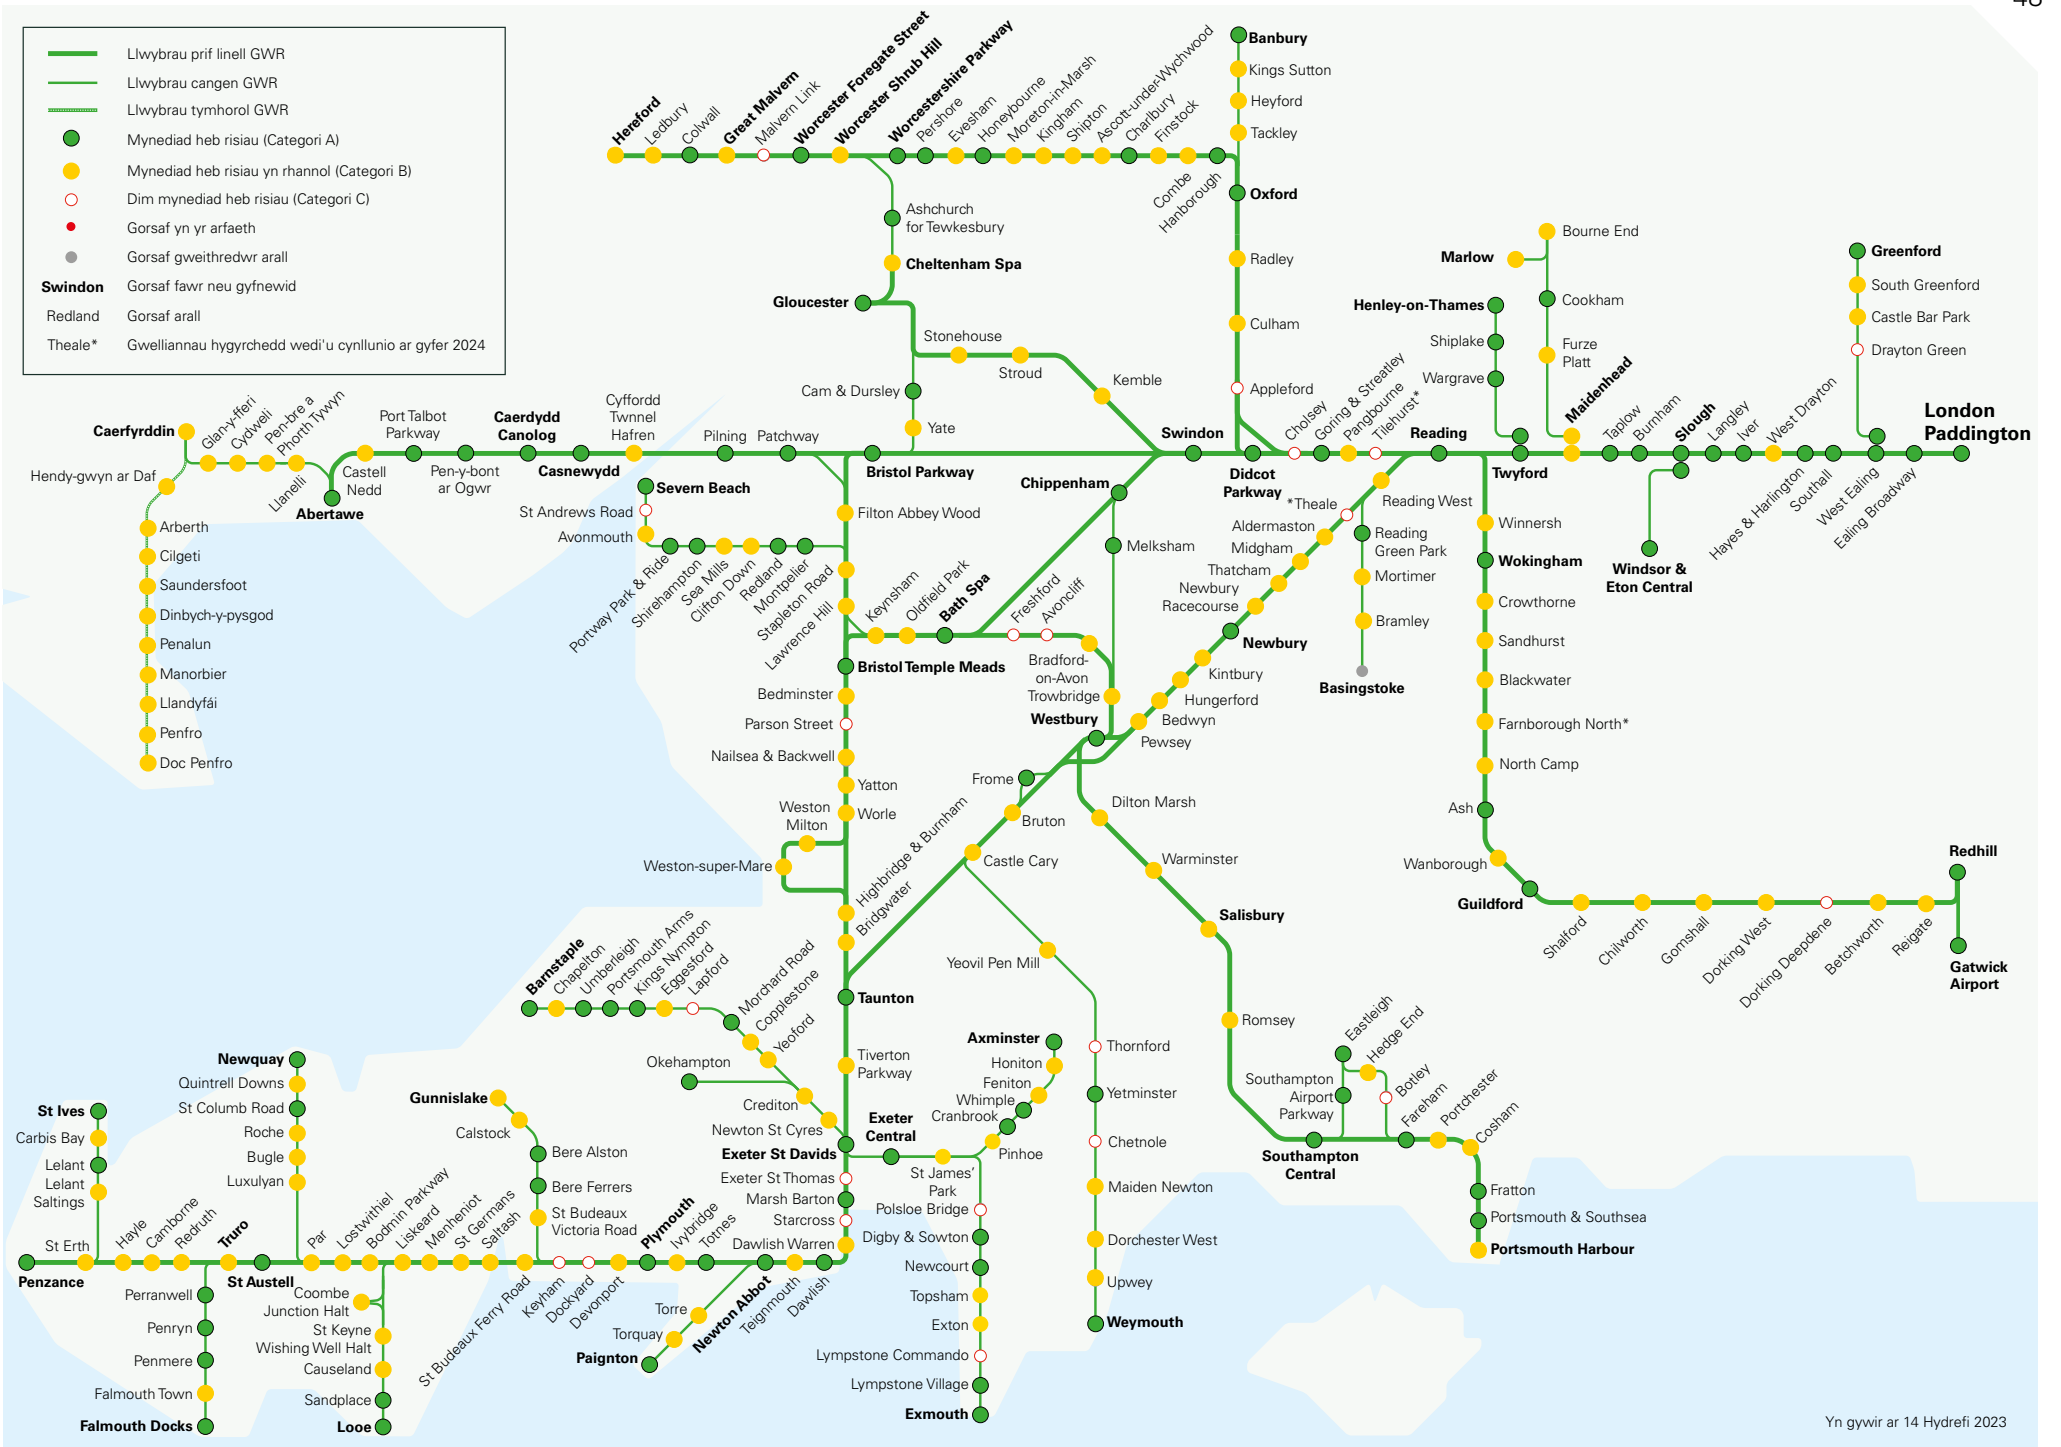 48
Llwybrau prif linell GWR
Llwybrau cangen GWR
Llwybrau tymhorol GWR
Mynediad heb risiau (Categori A)
Mynediad heb risiau yn rhannol (Categori B)
Dim mynediad heb risiau (Categori C)
Gorsaf yn yr arfaeth
Gorsaf gweithredwr arall
Swindon Gorsaf fawr neu gyfnewid
Redland Gorsaf arall
Theale* Gwelliannau hygyrchedd wedi'u cynllunio ar gyfer 2024
Hereford
Ledbury
Colwall
Great Malvern
Malvern Link
Worcester Foregate Street
Worcester Shrub Hill
Worcestershire Parkway
Pershore
Evesham
Honeybourne
Moreton-in-Marsh
Kingham
Shipton
Ascott-under-Wychwood
Charlbury
Finstock
Combe
Hanborough
Banbury
Kings Sutton
Heyford
Tackley
Oxford
Radley
Culham
Appleford
Ashchurch
for Tewkesbury
Cheltenham Spa
Gloucester
Stonehouse
Stroud
Kemble
Cam & Dursley
Yate
Marlow
Bourne End
Cookham
Furze
Platt
Maidenhead
Henley-on-Thames
Shiplake
Wargrave
Greenford
South Greenford
Castle Bar Park
Drayton Green
London
Paddington
Caerfyrddin
Glan-y-fferi
Cydweli
Pen-bre a
Phorth Tywyn
Llanelli
Abertawe
Castell
Nedd
Port Talbot
Parkway
Pen-y-bont
ar Ogwr
Caerdydd
Canolog
Casnewydd
Cyffordd
Twnnel
Hafren
Pilning
Patchway
Bristol Parkway
Swindon
Didcot
Parkway
Cholsey
Goring & Streatley
Pangbourne
Tilehurst*
Reading
Twyford
Taplow
Burnham
Slough
Langley
Iver
West Drayton
Hayes & Harlington
Southall
West Ealing
Ealing Broadway
Windsor &
Eton Central
Hendy-gwyn ar Daf
Arberth
Cilgeti
Saundersfoot
Dinbych-y-pysgod
Penalun
Manorbier
Llandyfái
Penfro
Doc Penfro
Severn Beach
St Andrews Road
Avonmouth
Portway Park & Ride
Shirehampton
Sea Mills
Clifton Down
Redland
Montpelier
Stapleton Road
Lawrence Hill
Filton Abbey Wood
Keynsham
Oldfield Park
Bath Spa
Freshford
Avoncliff
Bradford-
on-Avon
Trowbridge
Westbury
Chippenham
Melksham
Reading West
*Theale
Aldermaston
Midgham
Thatcham
Newbury
Racecourse
Newbury
Kintbury
Hungerford
Bedwyn
Pewsey
Reading
Green Park
Mortimer
Bramley
Basingstoke
Winnersh
Wokingham
Crowthorne
Sandhurst
Blackwater
Farnborough North*
North Camp
Ash
Wanborough
Guildford
Shalford
Chilworth
Gomshall
Dorking West
Dorking Deepdene
Betchworth
Reigate
Redhill
Gatwick
Airport
Bristol Temple Meads
Bedminster
Parson Street
Nailsea & Backwell
Yatton
Worle
Weston
Milton
Weston-super-Mare
Highbridge & Burnham
Bridgwater
Frome
Bruton
Castle Cary
Dilton Marsh
Warminster
Salisbury
Romsey
Southampton
Central
Southampton
Airport
Parkway
Eastleigh
Hedge End
Botley
Fareham
Portchester
Cosham
Fratton
Portsmouth & Southsea
Portsmouth Harbour
Yeovil Pen Mill
Thornford
Yetminster
Chetnole
Maiden Newton
Dorchester West
Upwey
Weymouth
Taunton
Tiverton
Parkway
Barnstaple
Chapelton
Umberleigh
Portsmouth Arms
Kings Nympton
Eggesford
Lapford
Morchard Road
Copplestone
Yeoford
Okehampton
Crediton
Newton St Cyres
Exeter St Davids
Exeter
Central
St James'
Park
Pinhoe
Cranbrook
Whimple
Feniton
Honiton
Axminster
Polsloe Bridge
Digby & Sowton
Newcourt
Topsham
Exton
Lympstone Commando
Lympstone Village
Exmouth
Exeter St Thomas
Marsh Barton
Starcross
Dawlish Warren
Dawlish
Teignmouth
Newton Abbot
Torre
Torquay
Paignton
Totnes
Ivybridge
Plymouth
Devonport
Dockyard
Keyham
St Budeaux Ferry Road
Gunnislake
Calstock
Bere Alston
Bere Ferrers
St Budeaux
Victoria Road
Saltash
St Germans
Menheniot
Liskeard
Bodmin Parkway
Lostwithiel
Par
Coombe
Junction Halt
St Keyne
Wishing Well Halt
Causeland
Sandplace
Looe
Newquay
Quintrell Downs
St Columb Road
Roche
Bugle
Luxulyan
St Austell
Truro
Perranwell
Penryn
Penmere
Falmouth Town
Falmouth Docks
Redruth
Camborne
Hayle
St Erth
Penzance
St Ives
Carbis Bay
Lelant
Lelant
Saltings
Yn gywir ar 14 Hydrefi 2023